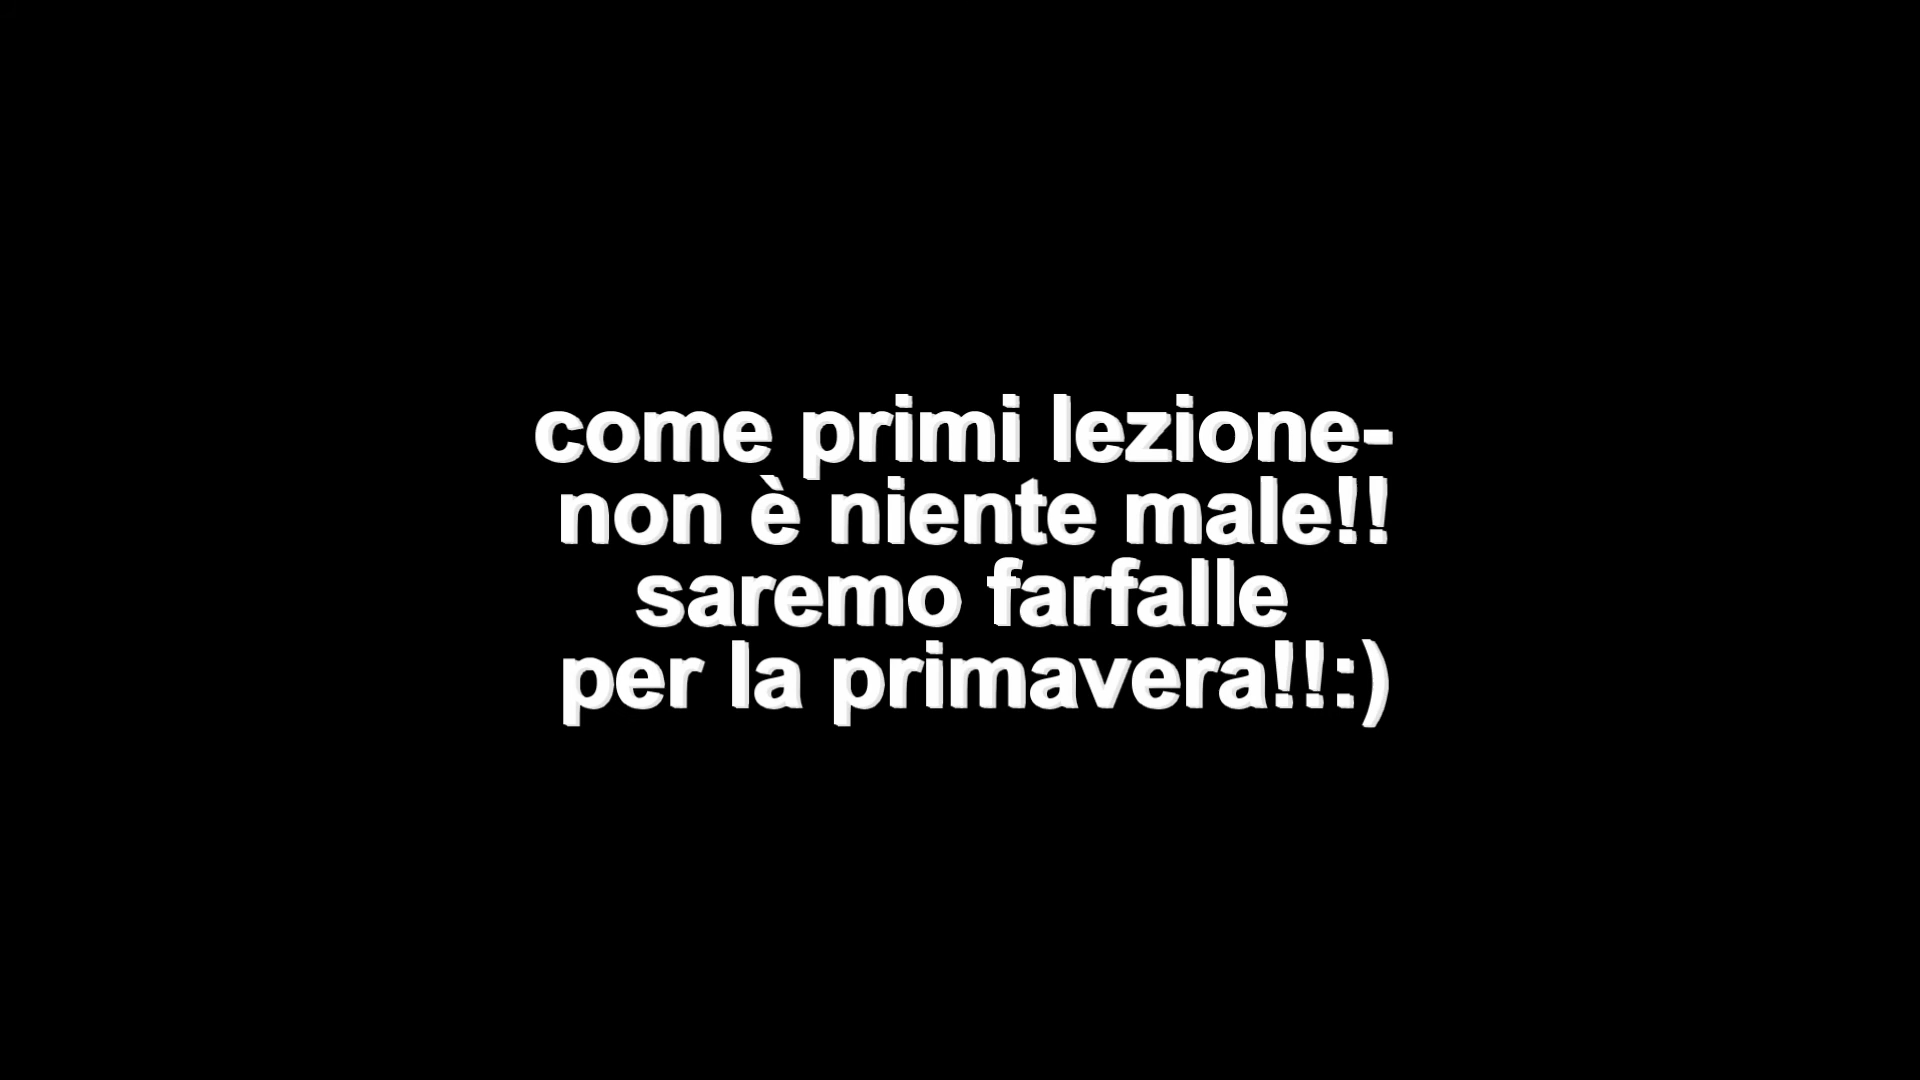 come primi lezione-
non è niente male!!
saremo farfalle
per la primavera!!:)